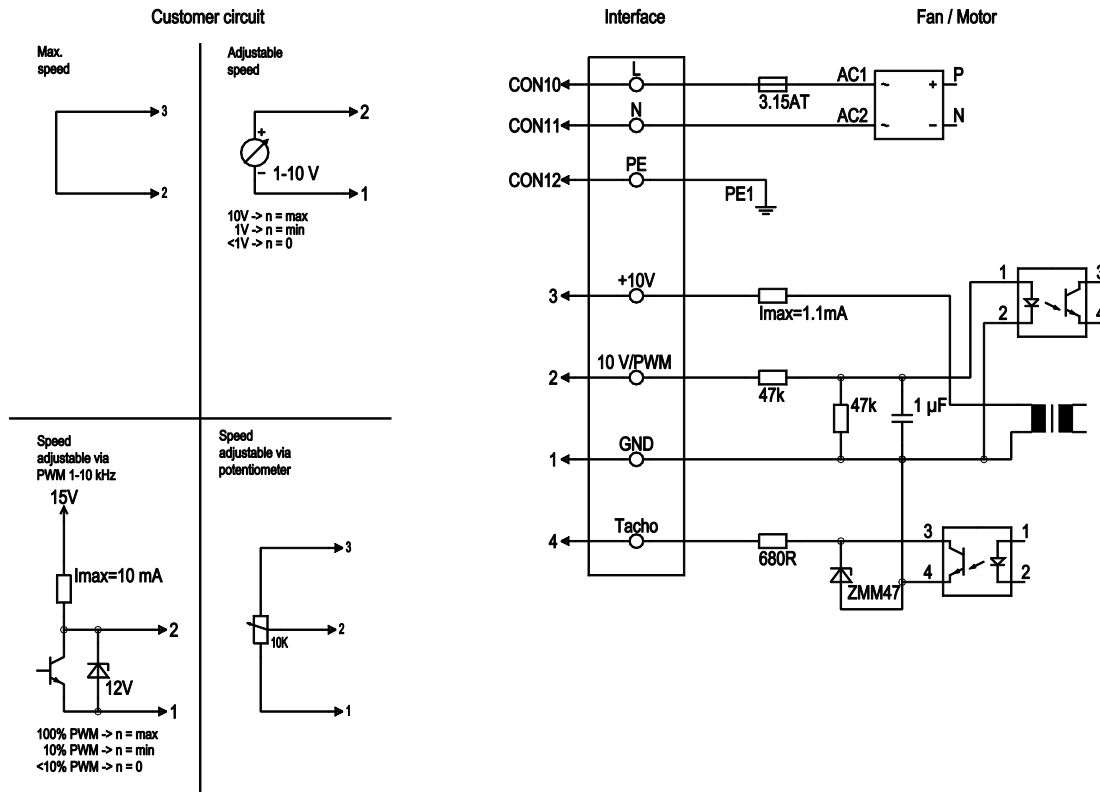 Customer circuit
Interface
Fan / Motor
Max.
speed
3
2
Adjustable
speed
2
+
1-10 V
–
1
10V -> n = max
1V -> n = min
<1V -> n = 0
Speed
adjustable via
PWM 1-10 kHz
15V
Imax=10 mA
2
12V
1
100% PWM -> n = max
10% PWM -> n = min
<10% PWM -> n = 0
Speed
adjustable via
potentiometer
3
10K
2
1
L
CON10
3.15AT
AC1
~ + P
N
CON11
AC2
~ – N
PE
CON12
PE1
+10V
3
Imax=1.1mA
1
2
3
4
10 V/PWM
2
47k
47k
1 µF
GND
1
Tacho
4
680R
ZMM47
3
4
1
2